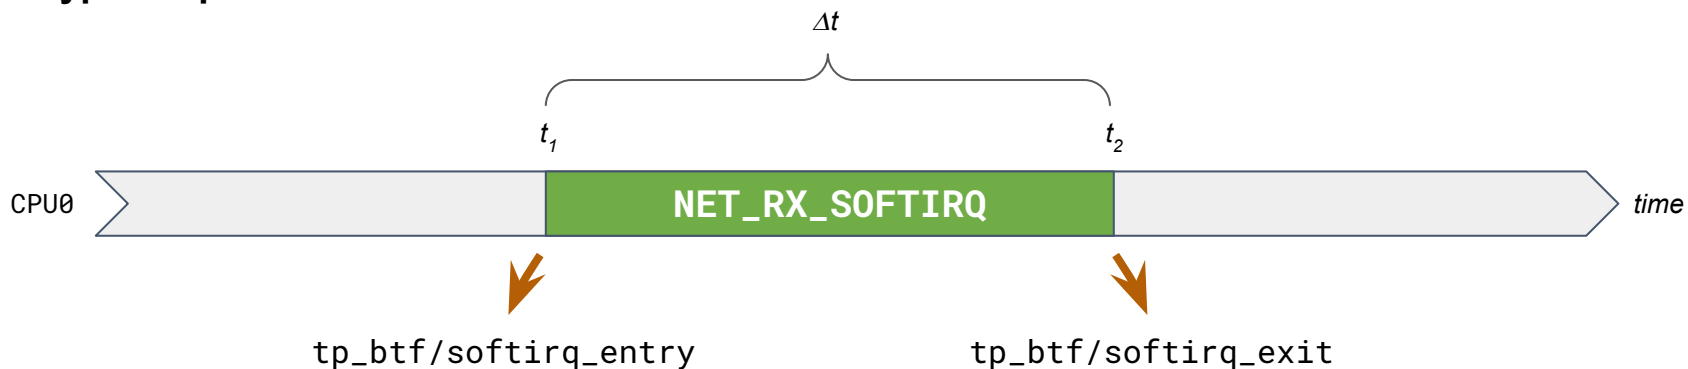 Δt
t1 t2
CPU0 NET_RX_SOFTIRQ time
tp_btf/softirq_entry tp_btf/softirq_exit